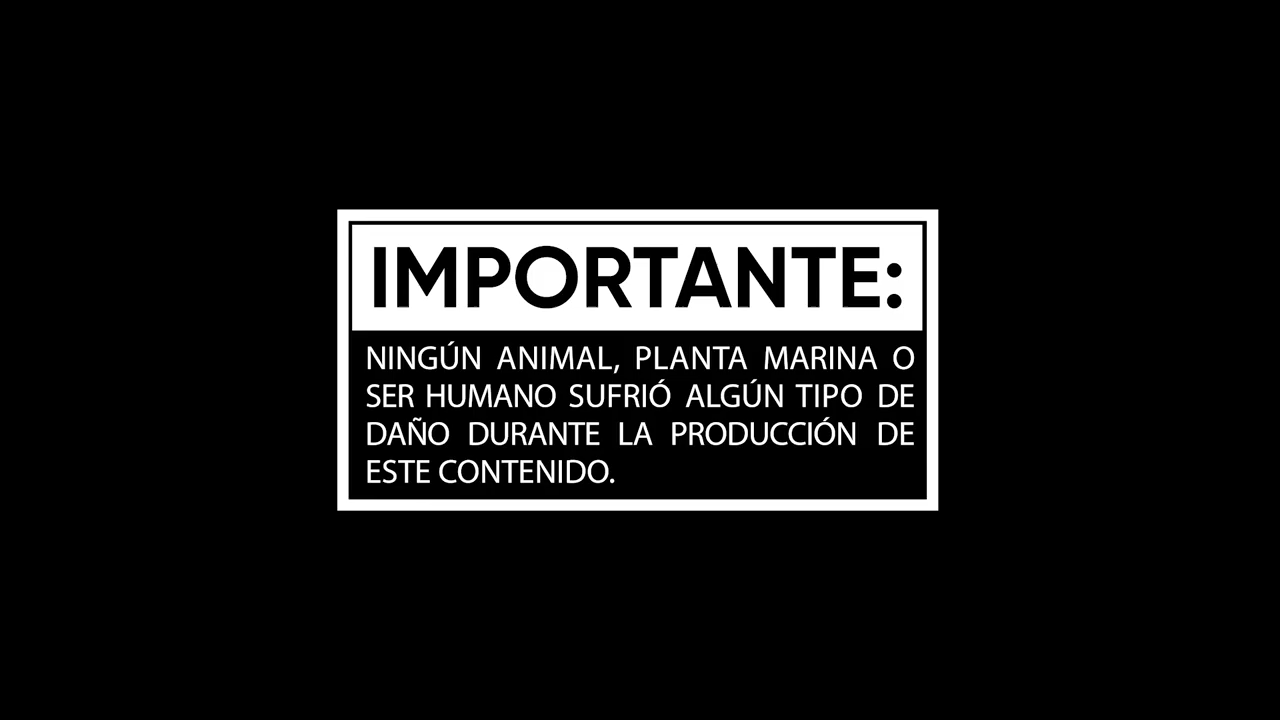 IMPORTANTE:
NINGÚN ANIMAL, PLANTA MARINA O
SER HUMANO SUFRIÓ ALGÚN TIPO DE
DAÑO DURANTE LA PRODUCCIÓN DE
ESTE CONTENIDO.